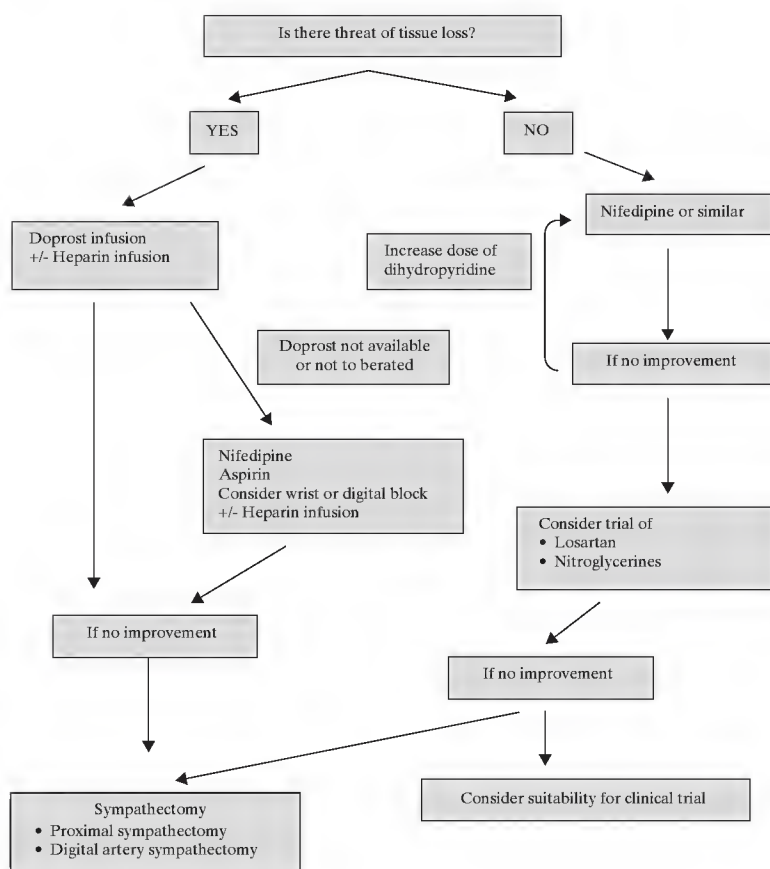 Is there threat of tissue loss?
YES
NO
Nifedipine or similar
Doprost infusion
+/- Heparin infusion
Increase dose of
dihydropyridine
Doprost not available
or not to berated
If no improvement
Nifedipine
Aspirin
Consider wrist or digital block
+/- Heparin infusion
Consider trial of
• Losartan
• Nitroglycerines
If no improvement
If no improvement
Sympathectomy
• Proximal sympathectomy
• Digital artery sympathectomy
Consider suitability for clinical trial